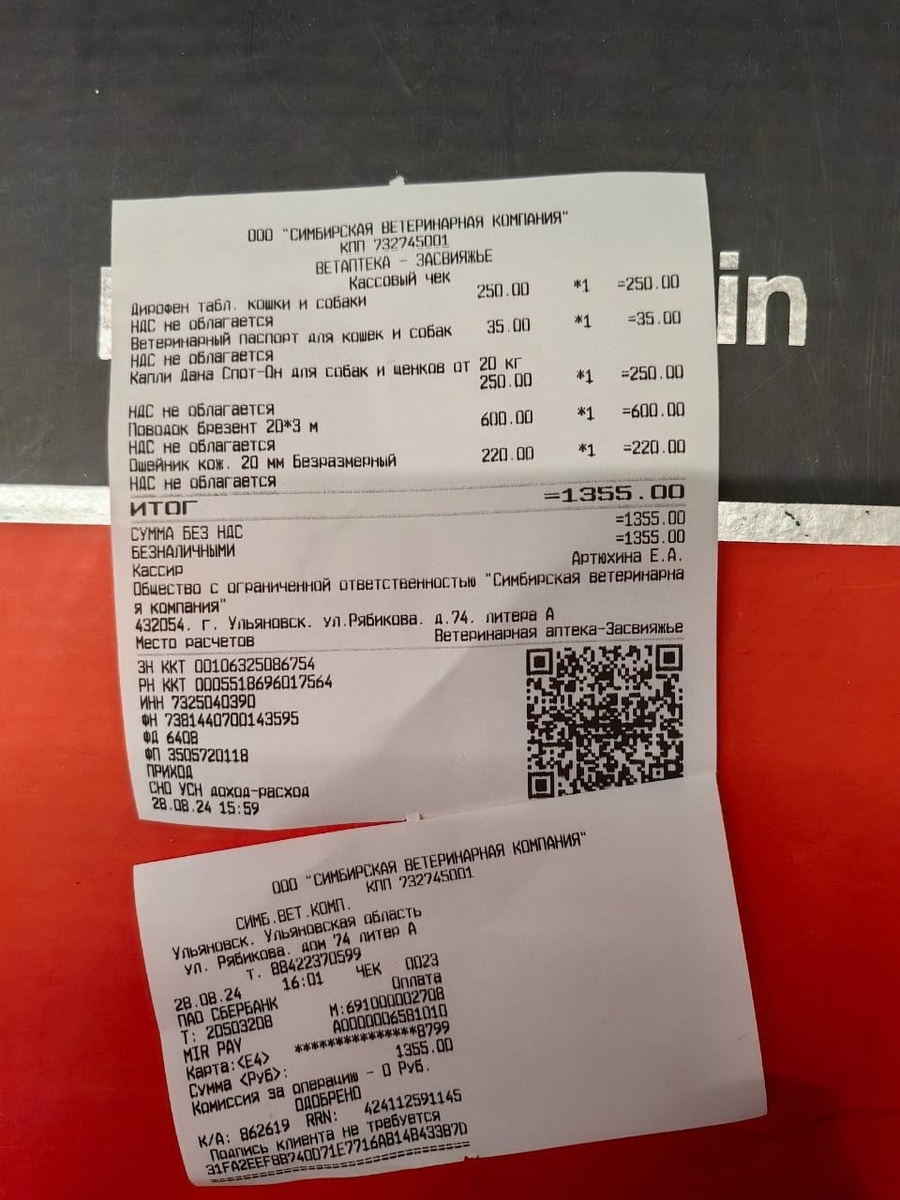 ООО "СИМБИРСКАЯ ВЕТЕРИНАРНАЯ КОМПАНИЯ"
КПП 732745001
ВЕТАПТЕКА - ЗАСВИЯЖЬЕ
Кассовый чек
Дирофен табл. кошки и собаки 250.00 *1 =250.00
НДС не облагается
Ветеринарный паспорт для кошек и собак 35.00 *1 =35.00
НДС не облагается
Капли Дана Спот-Он для собак и щенков от 20 кг
250.00 *1 =250.00
НДС не облагается
Поводок брезент 20*3 м 600.00 *1 =600.00
НДС не облагается
Ошейник кож. 20 мм Безразмерный 220.00 *1 =220.00
НДС не облагается
ИТОГ =1355.00
СУММА БЕЗ НДС =1355.00
БЕЗНАЛИЧНЫМИ =1355.00
Кассир Артюхина Е.А.
Общество с ограниченной ответственностью "Симбирская ветеринарна
я компания"
432054. г. Ульяновск. ул.Рябикова. д.74. литера А
Место расчетов Ветеринарная аптека-Засвияжье
ЗН ККТ 00106325086754
РН ККТ 0005518696017564
ИНН 7325040390
ФН 7381440700143595
ФД 6408
ФП 3505720118
ПРИХОД
СНО УСН доход-расход
28.08.24 15:59
in
ООО "СИМБИРСКАЯ ВЕТЕРИНАРНАЯ КОМПАНИЯ"
КПП 732745001
СИМБ.ВЕТ.КОМП.
Ульяновск. Ульяновская область
ул. Рябикова. дом 74 литер А
Т. 88422370599
28.08.24 16:01 ЧЕК 0023
ПАО СБЕРБАНК Оплата
Т: 20503208 М:691000002708
MIR PAY A0000006581010
Карта:<E4> ***************8799
Сумма <Руб>: 1355.00
Комиссия за операцию - 0 Руб.
ОДОБРЕНО
К/А: 862619 RRN: 424112591145
Подпись клиента не требуется
31FA2EEF8B740D71E7716AB14B433B7D